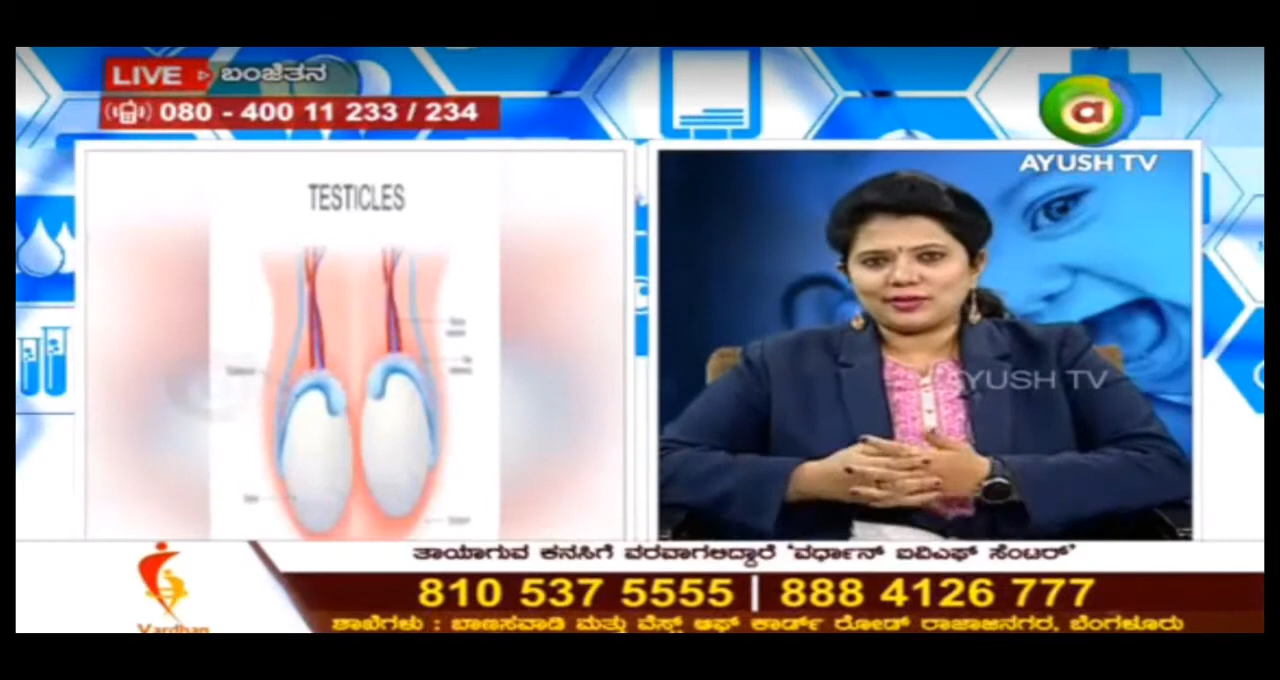 LIVE ಬಂಜೆತನ
080 - 400 11 233 / 234
a
AYUSH TV
TESTICLES
AYUSH TV
ತಾಯಾಗುವ ಕನಸಿಗೆ ವರವಾಗಲಿದ್ದಾರೆ 'ವರ್ಧಾನ್ ಐವಿಎಫ್ ಸೆಂಟರ್'
810 537 5555 | 888 4126 777
Vardhan
ಶಾಖೆಗಳು : ಬಾಣಸವಾಡಿ ಮತ್ತು ವೆಸ್ಟ್ ಆಫ್ ಕಾರ್ಡ್ ರೋಡ್ ರಾಜಾಜಿನಗರ, ಬೆಂಗಳೂರು